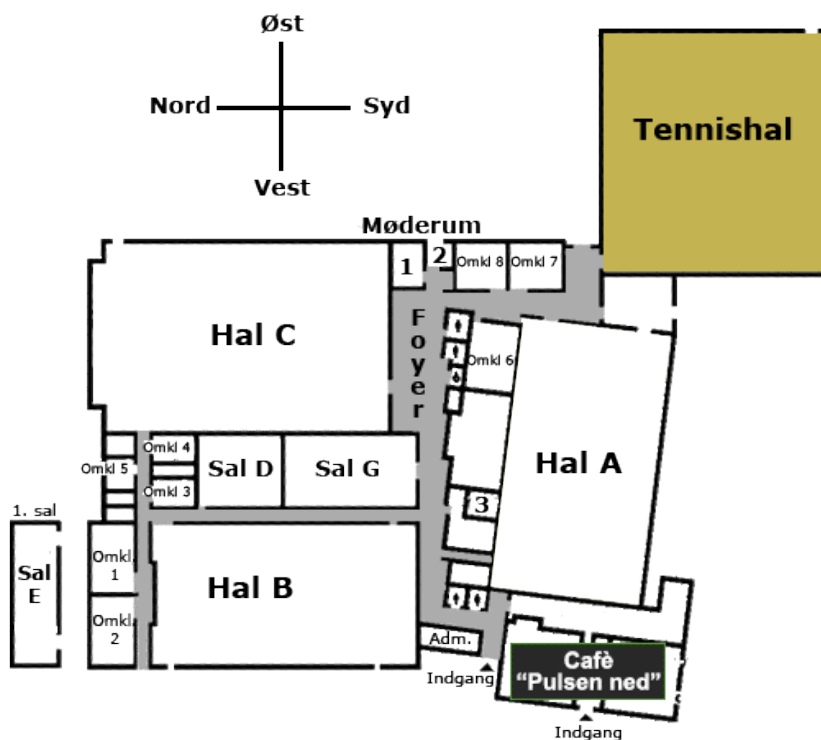 Øst
Nord
Syd
Vest
Tennishal
Møderum
1
2
Omkl 8
Omkl 7
Hal C
Foyer
Omkl 6
Hal A
Omkl 4
Omkl 5
Omkl 3
Sal D
Sal G
3
1. sal
Sal
E
Omkl.
1
Omkl.
2
Hal B
Adm.
Indgang
Cafè
“Pulsen ned”
Indgang